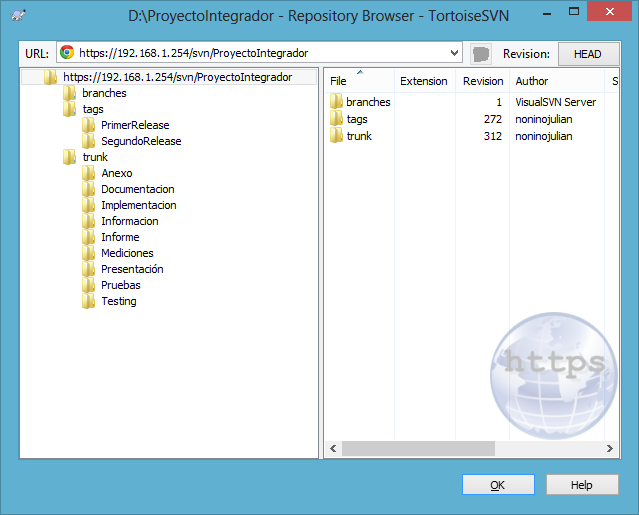 D:\ProyectoIntegrador - Repository Browser - TortoiseSVN
URL: https://192.168.1.254/svn/ProyectoIntegrador Revision: HEAD
https://192.168.1.254/svn/ProyectoIntegrador
branches
tags
PrimerRelease
SegundoRelease
trunk
Anexo
Documentacion
Implementacion
Informacion
Informe
Mediciones
Presentación
Pruebas
Testing
File Extension Revision Author S
branches 1 VisualSVN Server
tags 272 noninojulian
trunk 312 noninojulian
https
OK Help